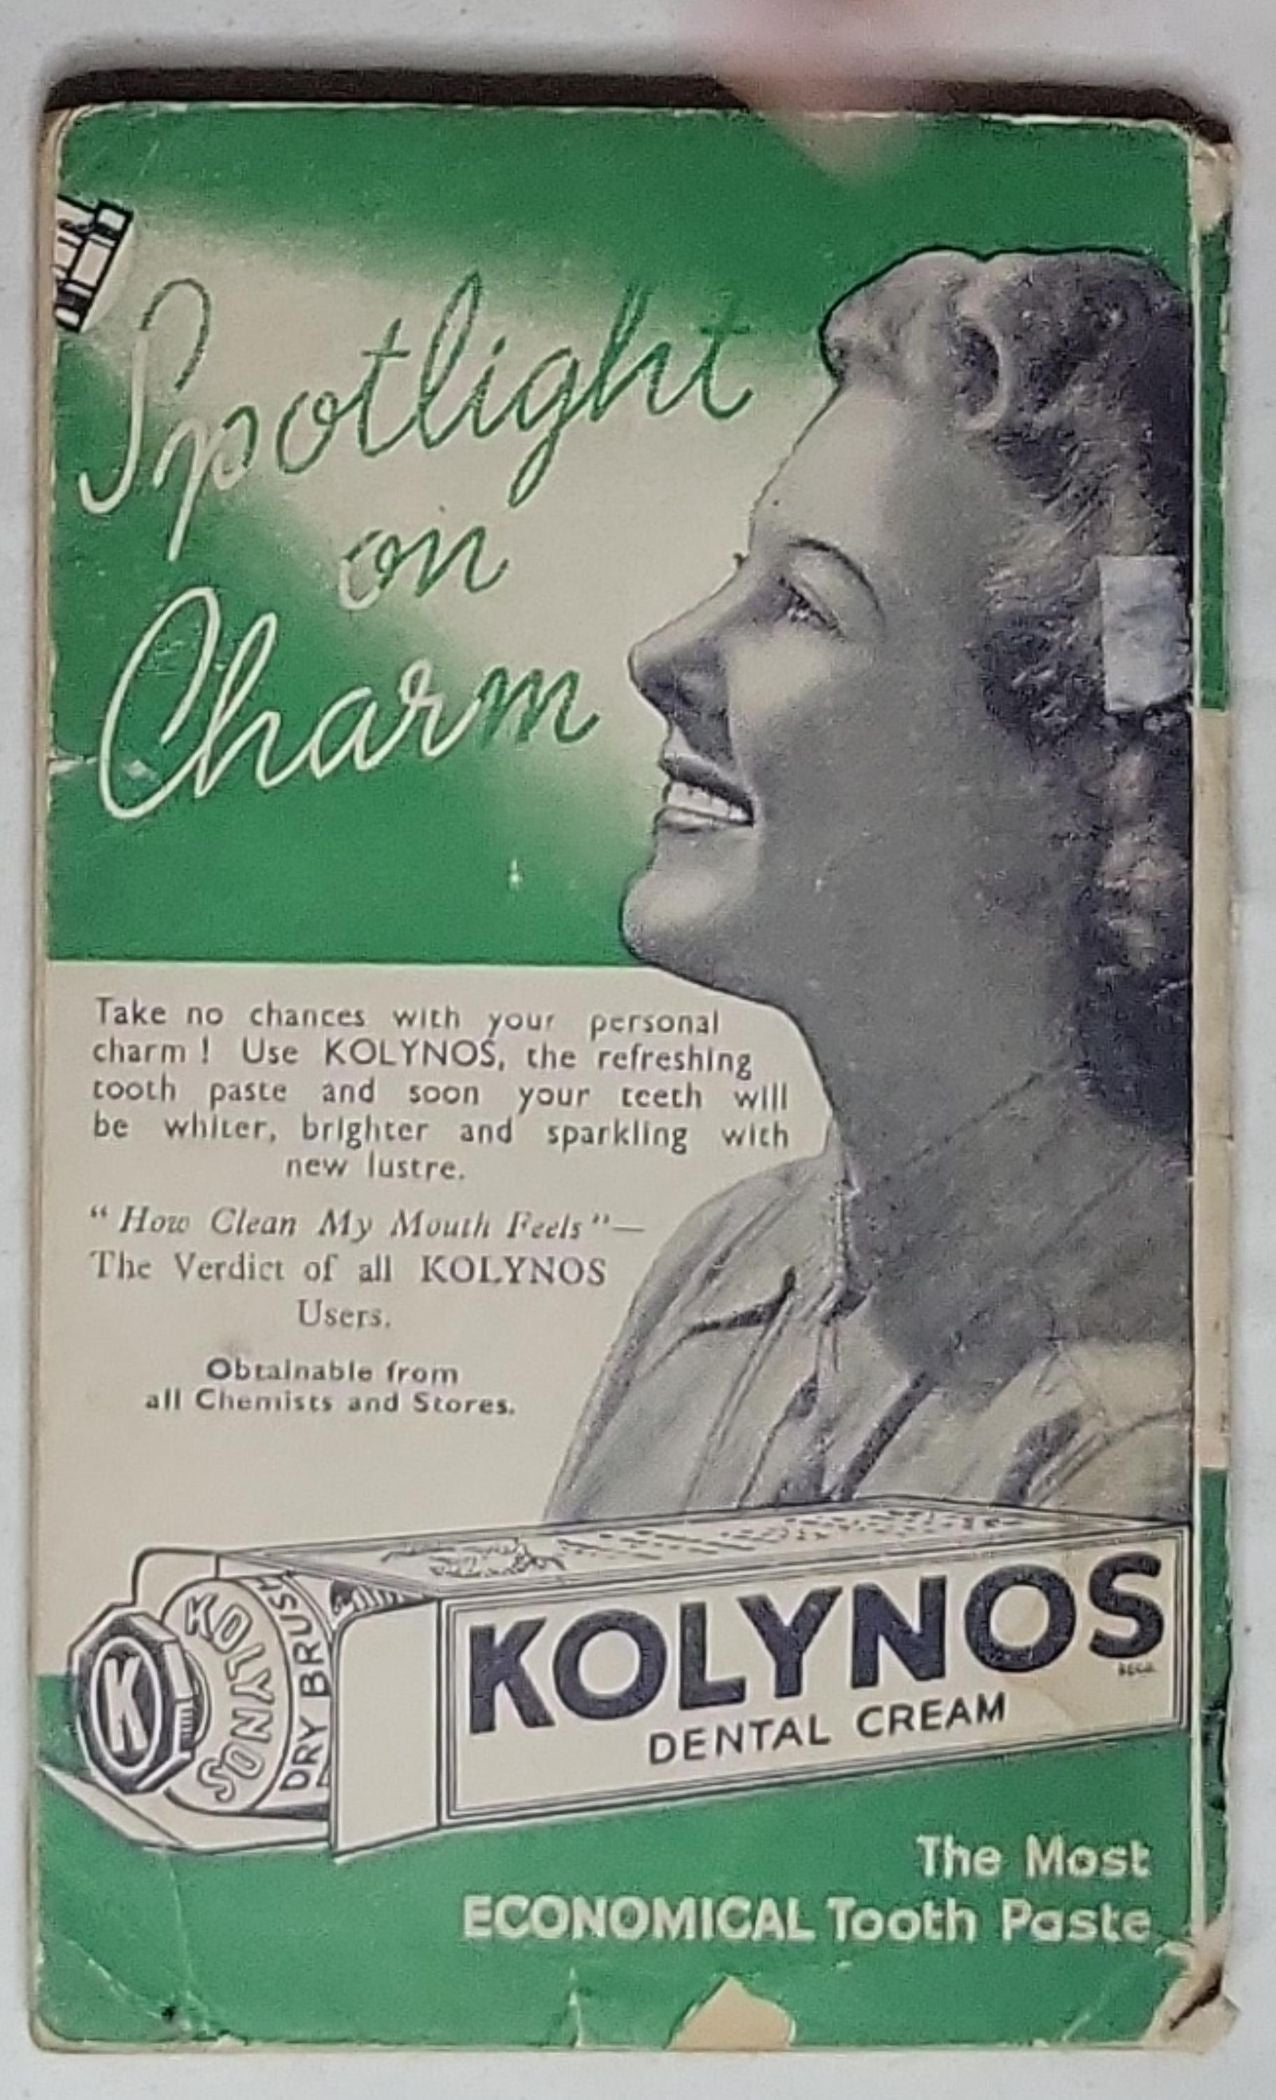 Spotlight
on
Charm
Take no chances with your personal
charm! Use KOLYNOS, the refreshing
tooth paste and soon your teeth will
be whiter, brighter and sparkling with
new lustre.
"How Clean My Mouth Feels"—
The Verdict of all KOLYNOS
Users.
Obtainable from
all Chemists and Stores.
K
KOLYNOS
DRY BRUSH
KOLYNOS
DENTAL CREAM
The Most
ECONOMICAL Tooth Paste